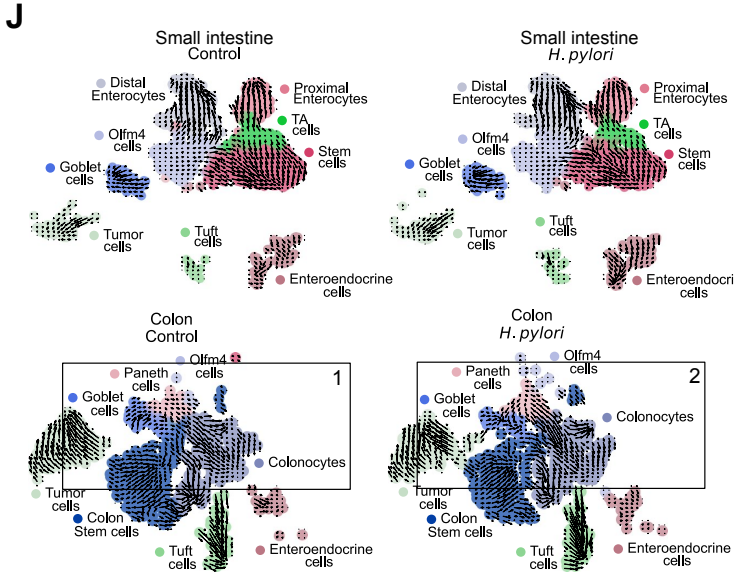 J
Small intestine
Control
Distal
Enterocytes
Proximal
Enterocytes
TA
cells
Olfm4
cells
Stem
cells
Goblet
cells
Tumor
cells
Tuft
cells
Enteroendocrine
cells
Small intestine
H. pylori
Distal
Enterocytes
Proximal
Enterocytes
TA
cells
Olfm4
cells
Stem
cells
Goblet
cells
Tumor
cells
Tuft
cells
Enteroendocri
cells
Colon
Control
Olfm4
cells
1
Paneth
cells
Goblet
cells
Colonocytes
Tumor
cells
Colon
Stem cells
Tuft
cells
Enteroendocrine
cells
Colon
H. pylori
Olfm4
cells
2
Paneth
cells
Goblet
cells
Colonocytes
Tumor
cells
Colon
Stem cells
Tuft
cells
Enteroendocrine
cells